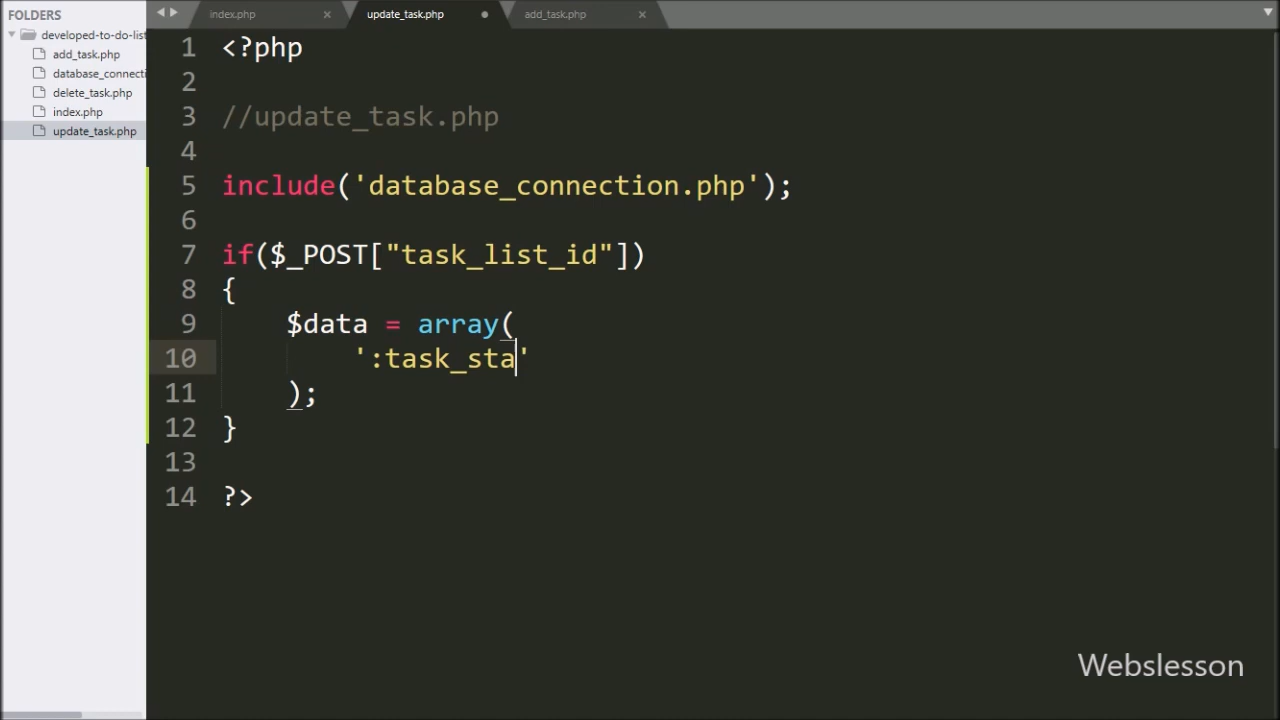 FOLDERS
developed-to-do-list
add_task.php
database_connecti
delete_task.php
index.php
update_task.php
index.php × update_task.php add_task.php ×
1 <?php
2
3 //update_task.php
4
5 include('database_connection.php');
6
7 if($_POST["task_list_id"])
8 {
9 $data = array(
10 ':task_sta'
11 );
12 }
13
14 ?>
Webslesson